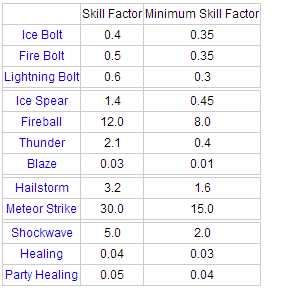 Skill Factor Minimum Skill Factor
Ice Bolt 0.4 0.35
Fire Bolt 0.5 0.35
Lightning Bolt 0.6 0.3
Ice Spear 1.4 0.45
Fireball 12.0 8.0
Thunder 2.1 0.4
Blaze 0.03 0.01
Hailstorm 3.2 1.6
Meteor Strike 30.0 15.0
Shockwave 5.0 2.0
Healing 0.04 0.03
Party Healing 0.05 0.04